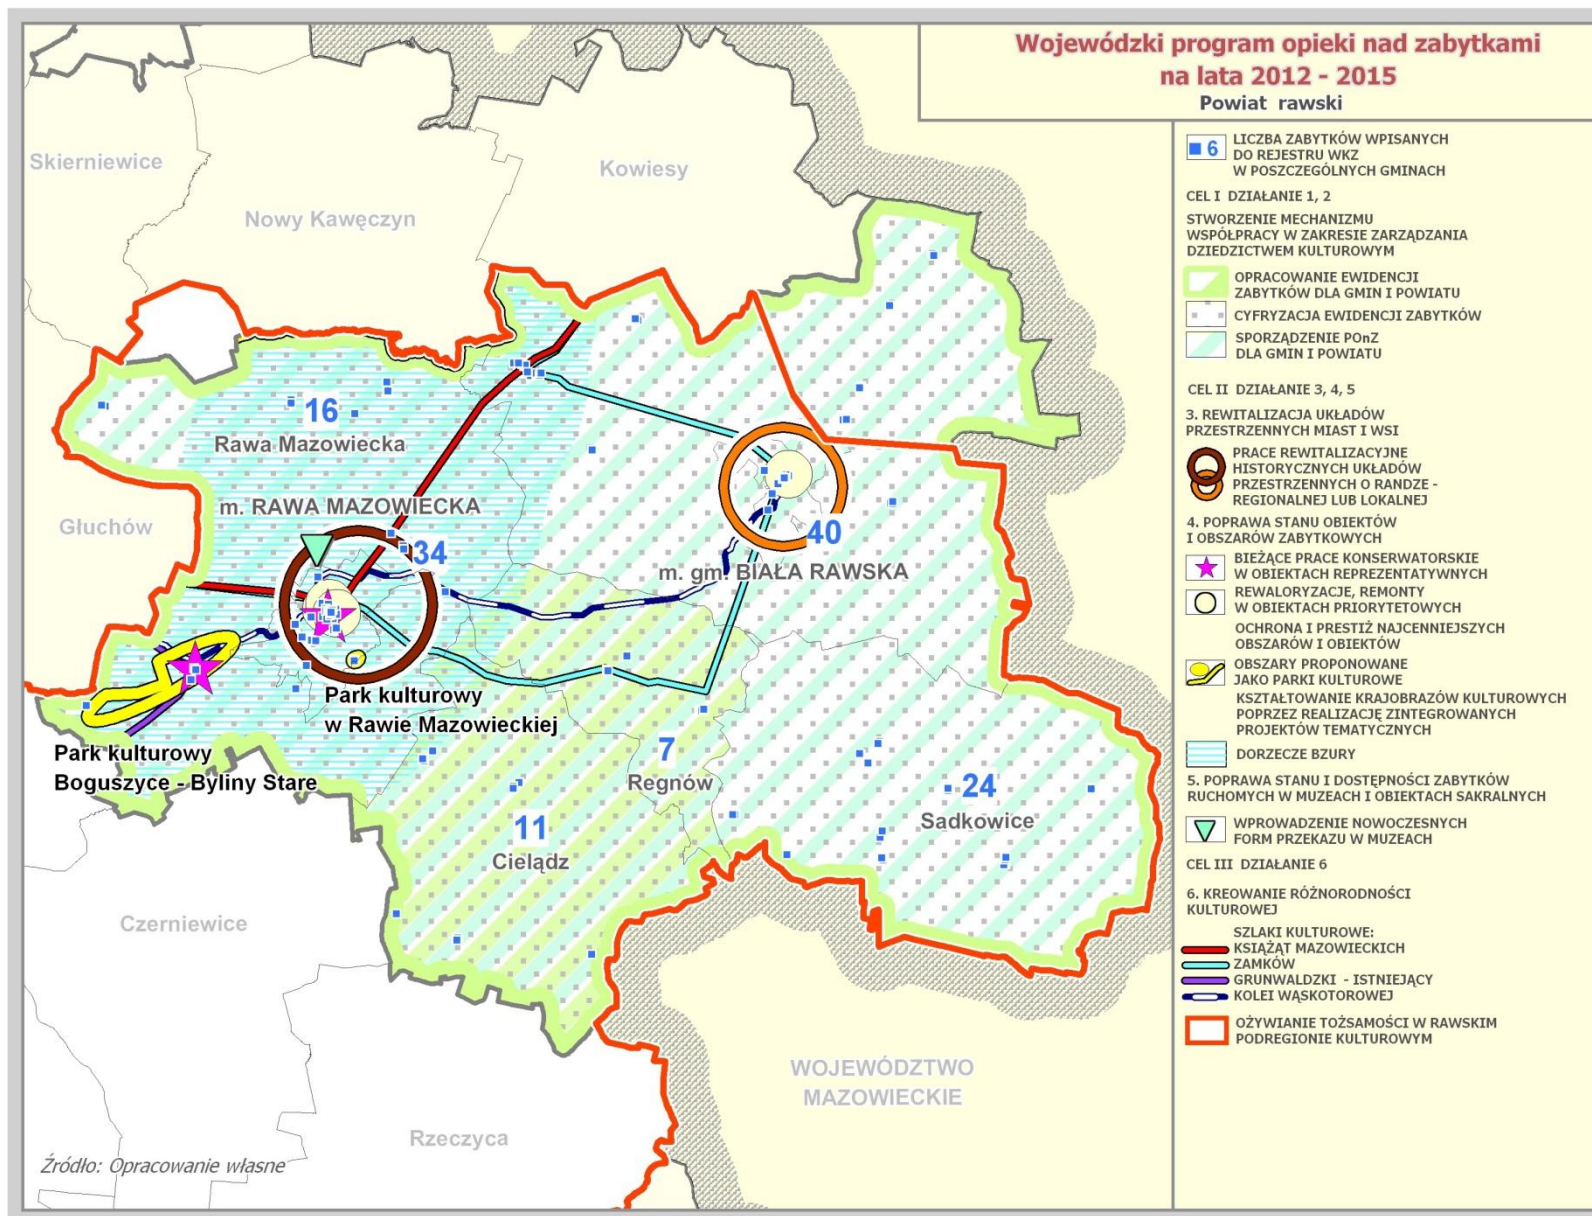 Wojewódzki program opieki nad zabytkami
na lata 2012 - 2015
Powiat rawski
Skierniewice
Nowy Kawęczyn
Kowiesy
16
Rawa Mazowiecka
Głuchów
m. RAWA MAZOWIECKA
34
40
m. gm. BIAŁA RAWSKA
Park kulturowy
w Rawie Mazowieckiej
Park kulturowy
Boguszyce - Byliny Stare
7
Regnów
24
Sadkowice
11
Cielądz
Czerniewice
Rzeczyca
WOJEWÓDZTWO
MAZOWIECKIE
Źródło: Opracowanie własne
6
LICZBA ZABYTKÓW WPISANYCH
DO REJESTRU WKZ
W POSZCZEGÓLNYCH GMINACH
CEL I DZIAŁANIE 1, 2
STWORZENIE MECHANIZMU
WSPÓŁPRACY W ZAKRESIE ZARZĄDZANIA
DZIEDZICTWEM KULTUROWYM
OPRACOWANIE EWIDENCJI
ZABYTKÓW DLA GMIN I POWIATU
CYFRYZACJA EWIDENCJI ZABYTKÓW
SPORZĄDZENIE POnZ
DLA GMIN I POWIATU
CEL II DZIAŁANIE 3, 4, 5
3. REWITALIZACJA UKŁADÓW
PRZESTRZENNYCH MIAST I WSI
PRACE REWITALIZACYJNE
HISTORYCZNYCH UKŁADÓW
PRZESTRZENNYCH O RANDZE -
REGIONALNEJ LUB LOKALNEJ
4. POPRAWA STANU OBIEKTÓW
I OBSZARÓW ZABYTKOWYCH
BIEŻĄCE PRACE KONSERWATORSKIE
W OBIEKTACH REPREZENTATYWNYCH
REWALORYZACJE, REMONTY
W OBIEKTACH PRIORYTETOWYCH
OCHRONA I PRESTIŻ NAJCENNIEJSZYCH
OBSZARÓW I OBIEKTÓW
OBSZARY PROPONOWANE
JAKO PARKI KULTUROWE
KSZTAŁTOWANIE KRAJOBRAZÓW KULTUROWYCH
POPRZEZ REALIZACJĘ ZINTEGROWANYCH
PROJEKTÓW TEMATYCZNYCH
DORZECZE BZURY
5. POPRAWA STANU I DOSTĘPNOŚCI ZABYTKÓW
RUCHOMYCH W MUZEACH I OBIEKTACH SAKRALNYCH
WPROWADZENIE NOWOCZESNYCH
FORM PRZEKAZU W MUZEACH
CEL III DZIAŁANIE 6
6. KREOWANIE RÓŻNORODNOŚCI
KULTUROWEJ
SZLAKI KULTUROWE:
KSIĄŻĄT MAZOWIECKICH
ZAMKÓW
GRUNWALDZKI - ISTNIEJĄCY
KOLEI WĄSKOTOROWEJ
OŻYWIANIE TOŻSAMOŚCI W RAWSKIM
PODREGIONIE KULTUROWYM